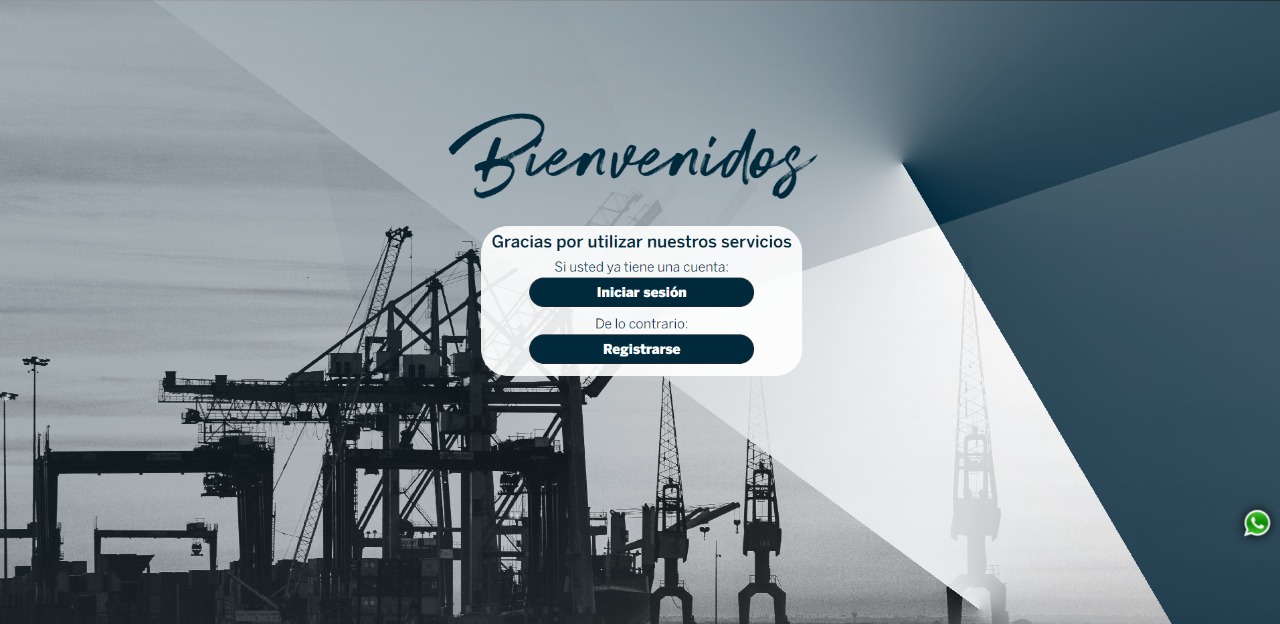 Bienvenidos
Gracias por utilizar nuestros servicios
Si usted ya tiene una cuenta:
Iniciar sesión
De lo contrario:
Registrarse